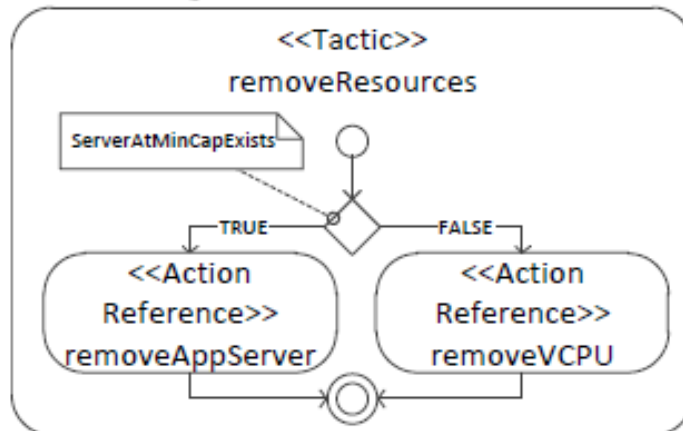 <<Tactic>>
removeResources
ServerAtMinCapExists
TRUE
FALSE
<<Action
Reference>>
removeAppServer
<<Action
Reference>>
removeVCPU